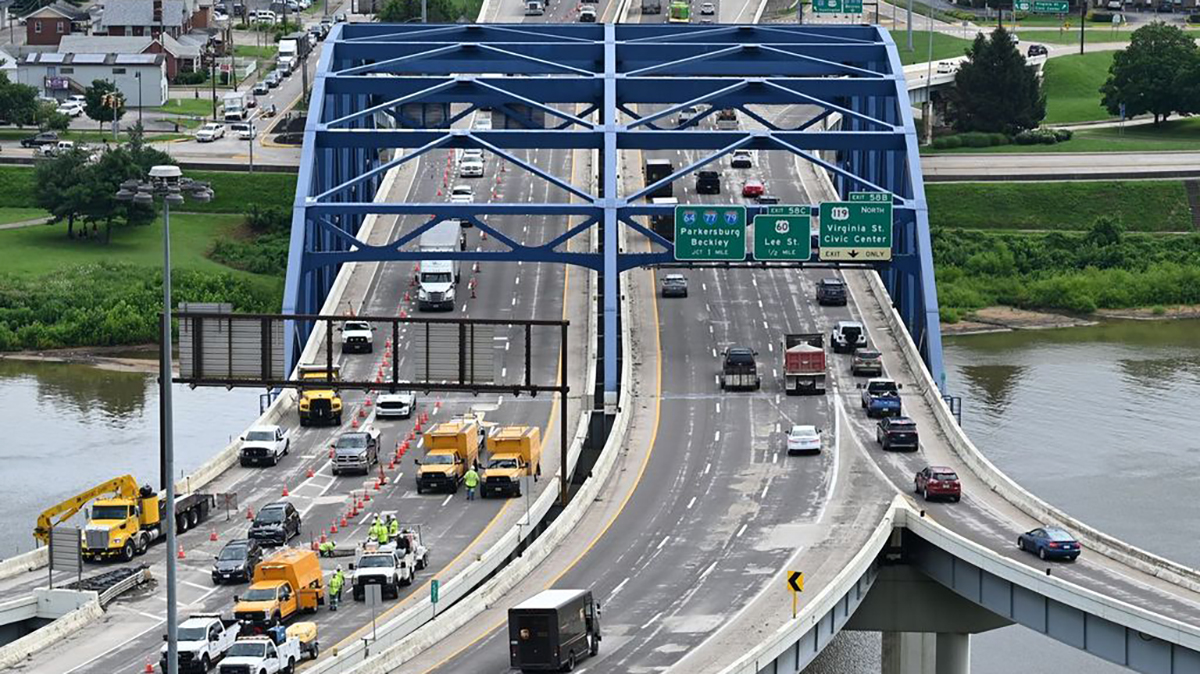 64 77 79
Parkersburg
Beckley
JCT 1 MILE
EXIT 58C
60
Lee St.
1/2 MILE
EXIT 58B
119 NORTH
Virginia St.
Civic Center
EXIT ONLY